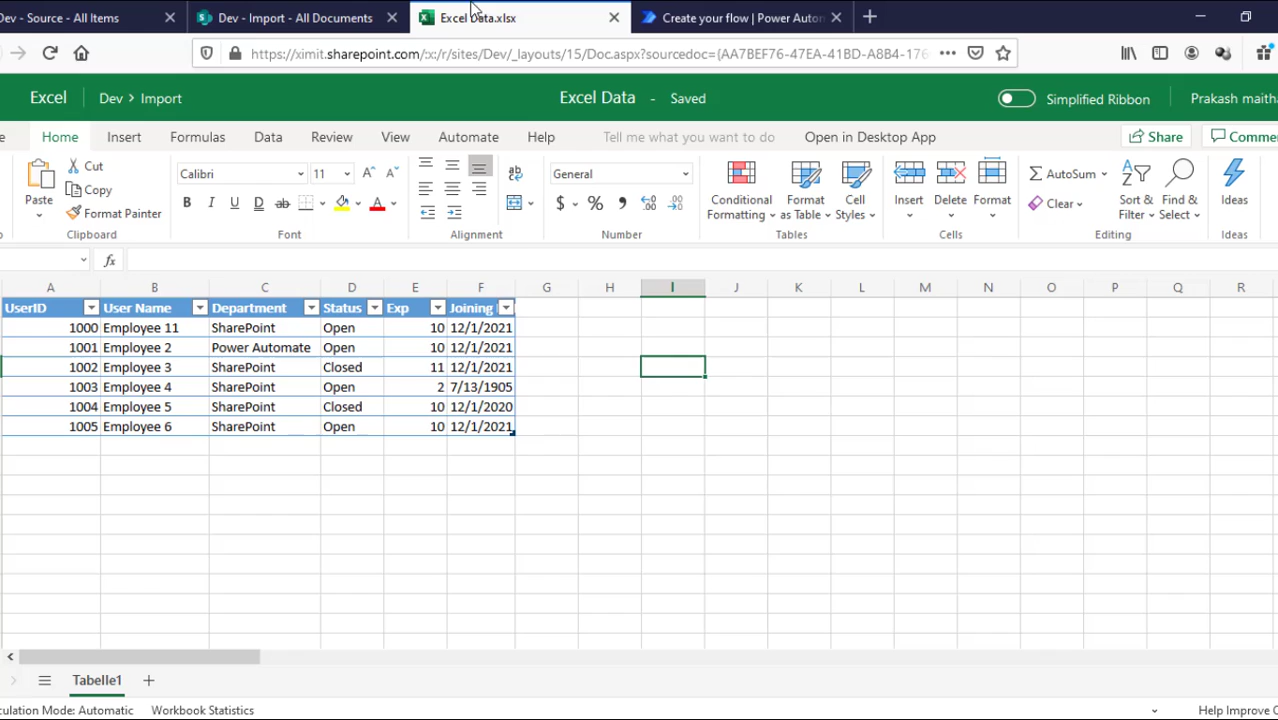 Dev - Source - All Items
Dev - Import - All Documents
Excel Data.xlsx
Create your flow | Power Autom
https://ximit.sharepoint.com/:x:/r/sites/Dev/_layouts/15/Doc.aspx?sourcedoc={AA7BEF76-47EA-41BD-A8B4-176
Excel Dev > Import Excel Data - Saved Simplified Ribbon Prakash maitha
Home Insert Formulas Data Review View Automate Help Tell me what you want to do Open in Desktop App Share Comme
Paste Cut Copy Format Painter Clipboard
Calibri 11 B I U D ab A Font
Alignment
General $ % Number
Conditional Formatting Format as Table Cell Styles Tables
Insert Delete Format Cells
AutoSum Clear Sort & Filter Find & Select Editing
Ideas Ideas
fx
A B C D E F G H I J K L M N O P Q R
UserID User Name Department Status Exp Joining
1000 Employee 11 SharePoint Open 10 12/1/2021
1001 Employee 2 Power Automate Open 10 12/1/2021
1002 Employee 3 SharePoint Closed 11 12/1/2021
1003 Employee 4 SharePoint Open 2 7/13/1905
1004 Employee 5 SharePoint Closed 10 12/1/2020
1005 Employee 6 SharePoint Open 10 12/1/2021
Tabelle1
culation Mode: Automatic Workbook Statistics Help Improve O